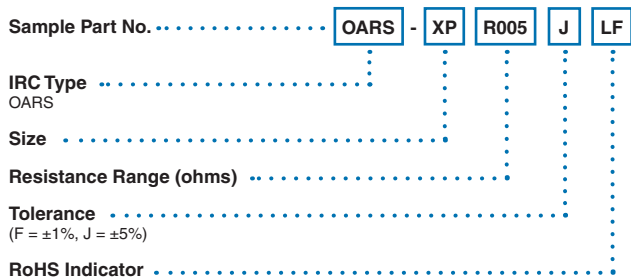 Sample Part No. OARS - XP R005 J LF
IRC Type
OARS
Size
Resistance Range (ohms)
Tolerance
(F = ±1%, J = ±5%)
RoHS Indicator